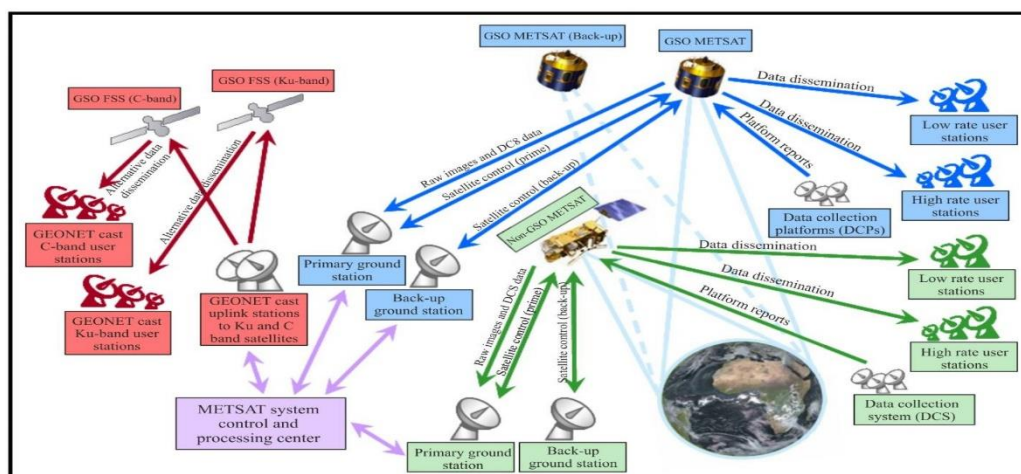 GSO METSAT (Back-up)
GSO METSAT
GSO FSS (Ku-band)
GSO FSS (C-band)
Data dissemination
Low rate user
stations
Data dissemination
Platform reports
High rate user
stations
Data collection
platforms (DCPs)
Raw images and DC8 data
Satellite control (prime)
Satellite control (back-up)
Alternative data
dissemination
Alternative data dissemination
GEONET cast
C-band user
stations
GEONET cast
Ku-band user
stations
GEONET cast
uplink stations
to Ku and C
band satellites
Primary ground
station
Back-up
ground station
Non-GSO METSAT
Data dissemination
Low rate user
stations
Data dissemination
Platform reports
High rate user
stations
Data collection
system (DCS)
Raw images and DCS data
Satellite control (prime)
Satellite control (back-up)
METSAT system
control and
processing center
Primary ground
station
Back-up
ground station